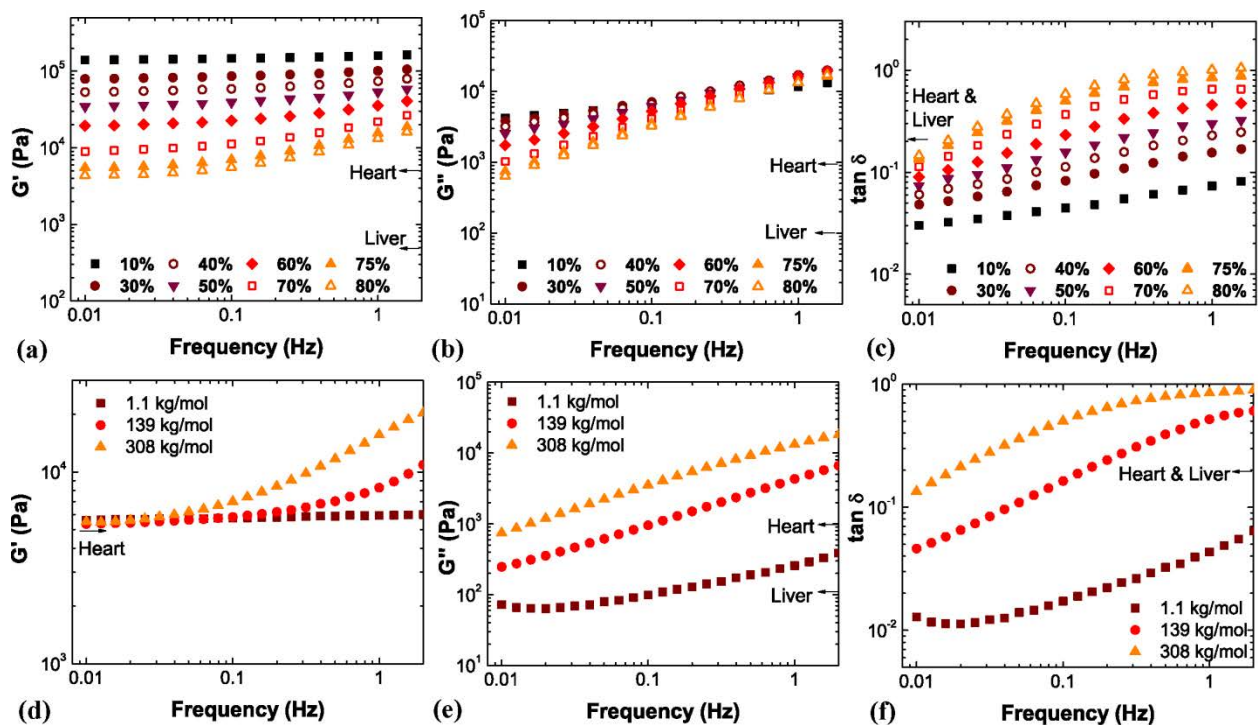 10⁵
10⁴
10³
10²
G' (Pa)
Heart
Liver
10% 40% 60% 75%
30% 50% 70% 80%
0.01 0.1 1
(a) Frequency (Hz)
10⁵
10⁴
10³
10²
10¹
G'' (Pa)
Heart
Liver
10% 40% 60% 75%
30% 50% 70% 80%
0.01 0.1 1
(b) Frequency (Hz)
10⁰
10⁻¹
10⁻²
tan δ
Heart &
Liver
10% 40% 60% 75%
30% 50% 70% 80%
0.01 0.1 1
(c) Frequency (Hz)
1.1 kg/mol
139 kg/mol
308 kg/mol
10⁴
10³
G' (Pa)
Heart
0.01 0.1 1
(d) Frequency (Hz)
10⁵
10⁴
10³
10²
10¹
G'' (Pa)
1.1 kg/mol
139 kg/mol
308 kg/mol
Heart
Liver
0.01 0.1 1
(e) Frequency (Hz)
10⁰
10⁻¹
10⁻²
tan δ
Heart & Liver
1.1 kg/mol
139 kg/mol
308 kg/mol
0.01 0.1 1
(f) Frequency (Hz)